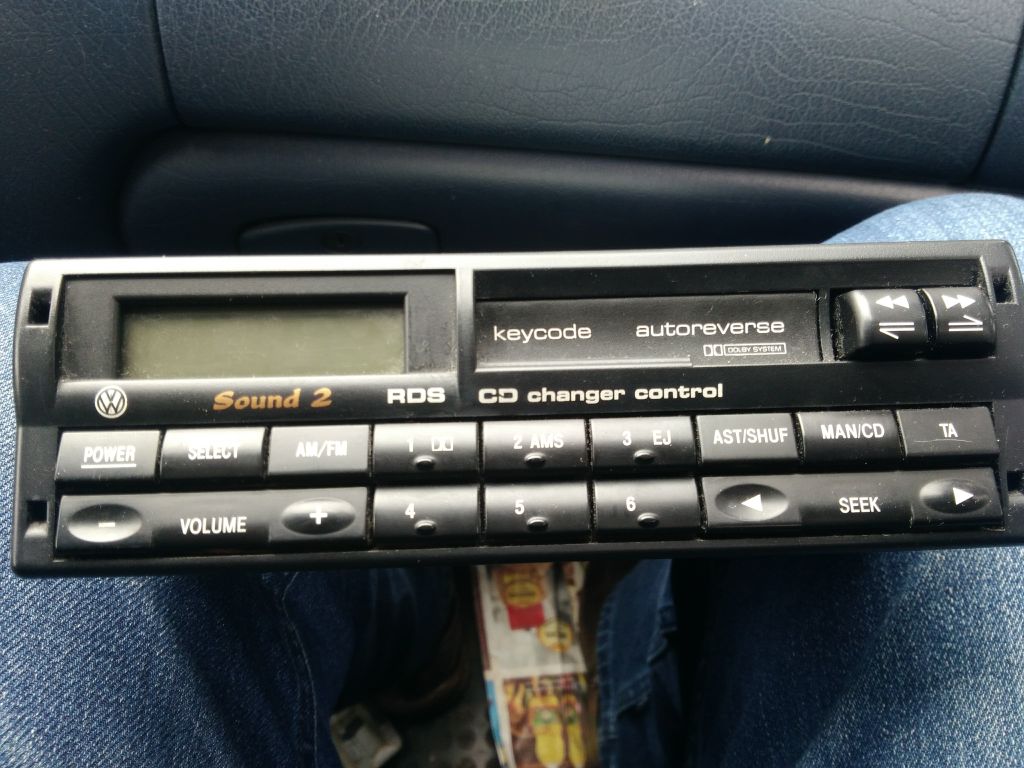 keycode autoreverse
DOLBY SYSTEM
VW Sound 2 RDS CD changer control
POWER SELECT AM/FM 1 2 AMS 3 EJ AST/SHUF MAN/CD TA
- VOLUME + 4 5 6 SEEK